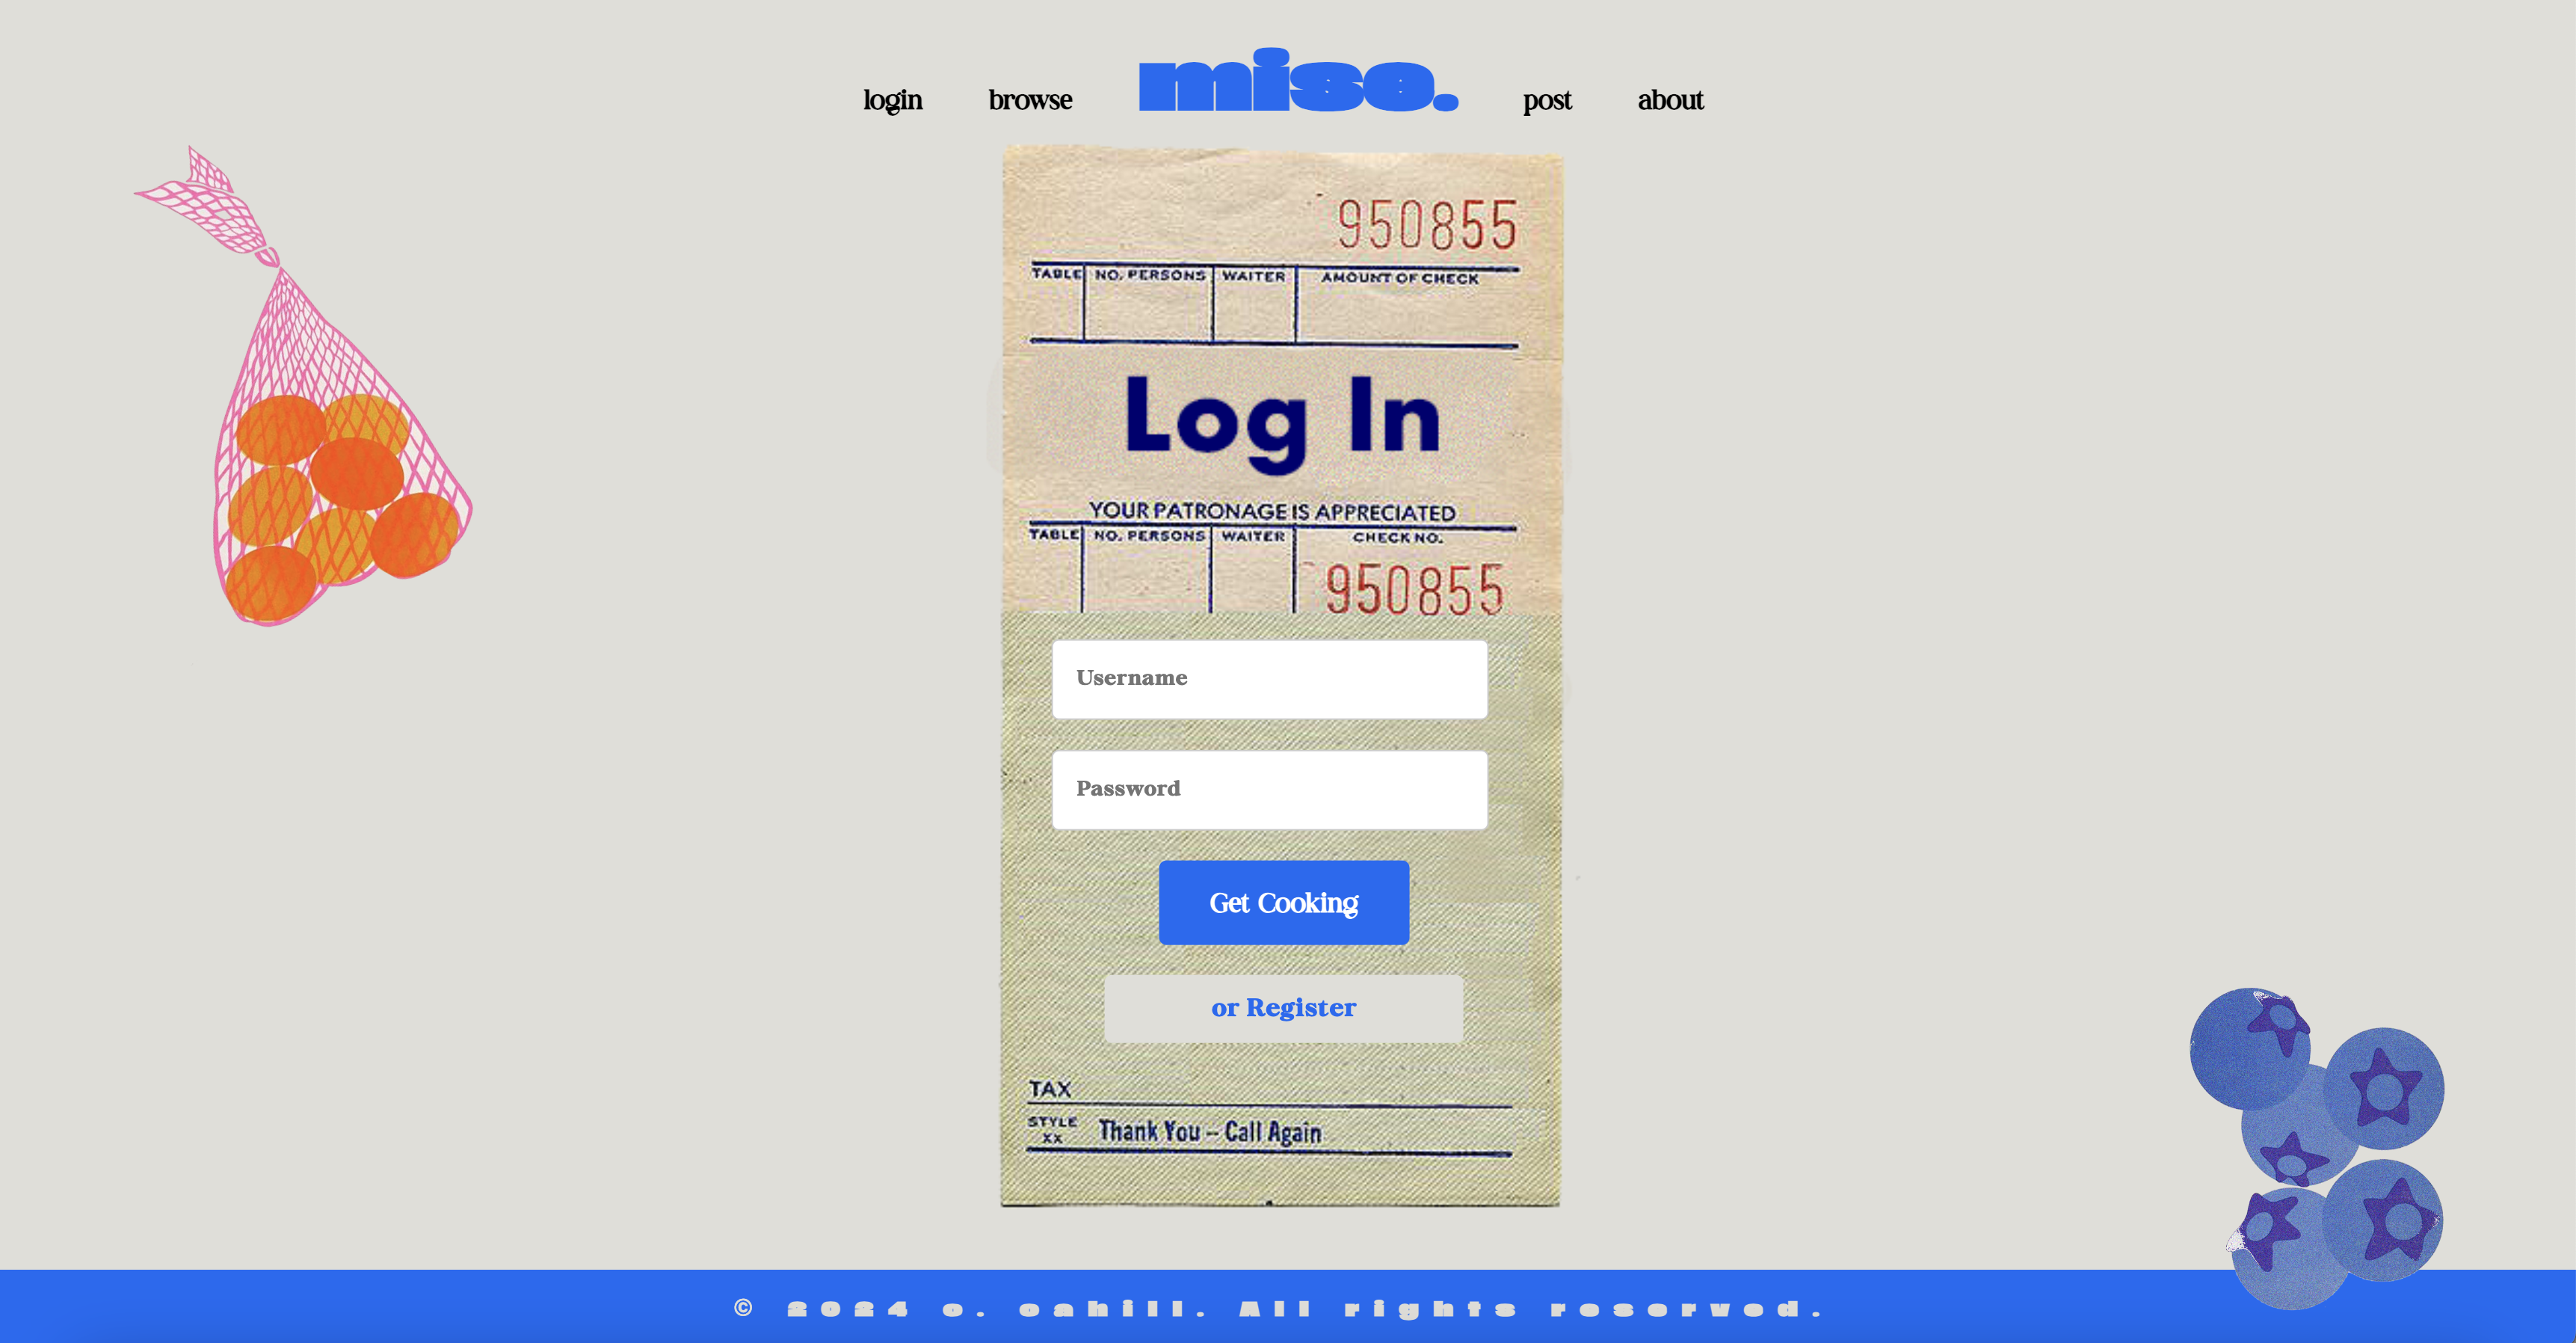 login browse mise. post about
950855
TABLE NO. PERSONS WAITER AMOUNT OF CHECK
Log In
YOUR PATRONAGE IS APPRECIATED
TABLE NO. PERSONS WAITER CHECK NO.
950855
Username
Password
Get Cooking
or Register
TAX
STYLE
XX Thank You – Call Again
© 2024 o. cahill. All rights reserved.